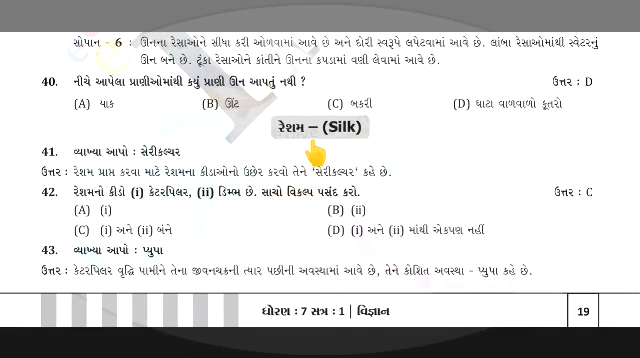 સોપાન - 6 : ઊનના રેસાઓને સીધા કરી ઓળવામાં આવે છે અને દોરી સ્વરૂપે લપેટવામાં આવે છે. લાંબા રેસાઓમાંથી સ્વેટરનું
ઊન બને છે. ટૂંકા રેસાઓને કાંતીને ઊનના કપડામાં વણી લેવામાં આવે છે.
40. નીચે આપેલા પ્રાણીઓમાંથી કયું પ્રાણી ઊન આપતું નથી ? ઉત્તર : D
(A) યાક (B) ઊંટ (C) બકરી (D) ઘાટા વાળવાળો કૂતરો
રેશમ – (Silk)
41. વ્યાખ્યા આપો : સેરીકલ્ચર
ઉત્તર : રેશમ પ્રાપ્ત કરવા માટે રેશમના કીડાઓનો ઉછેર કરવો તેને 'સેરીકલ્ચર' કહે છે.
42. રેશમનો કીડો (i) કેટરપિલર, (ii) ડિમ્ભ છે. સાચો વિકલ્પ પસંદ કરો. ઉત્તર : C
(A) (i) (B) (ii)
(C) (i) અને (ii) બંને (D) (i) અને (ii) માંથી એકપણ નહીં
43. વ્યાખ્યા આપો : પ્યુપા
ઉત્તર : કેટરપિલર વૃદ્ધિ પામીને તેના જીવનચક્રની ત્યાર પછીની અવસ્થામાં આવે છે, તેને કોશિત અવસ્થા - પ્યુપા કહે છે.
ધોરણ : 7 સત્ર : 1 | વિજ્ઞાન 19